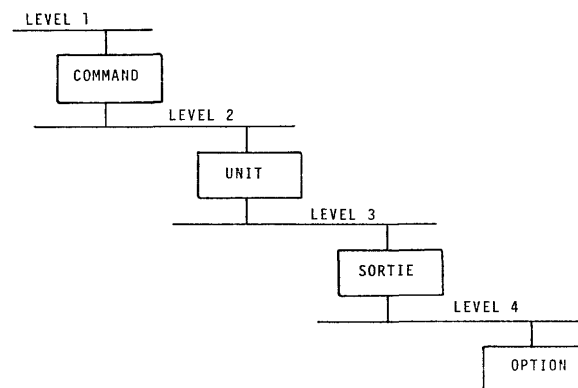 LEVEL 1
COMMAND
LEVEL 2
UNIT
LEVEL 3
SORTIE
LEVEL 4
OPTION